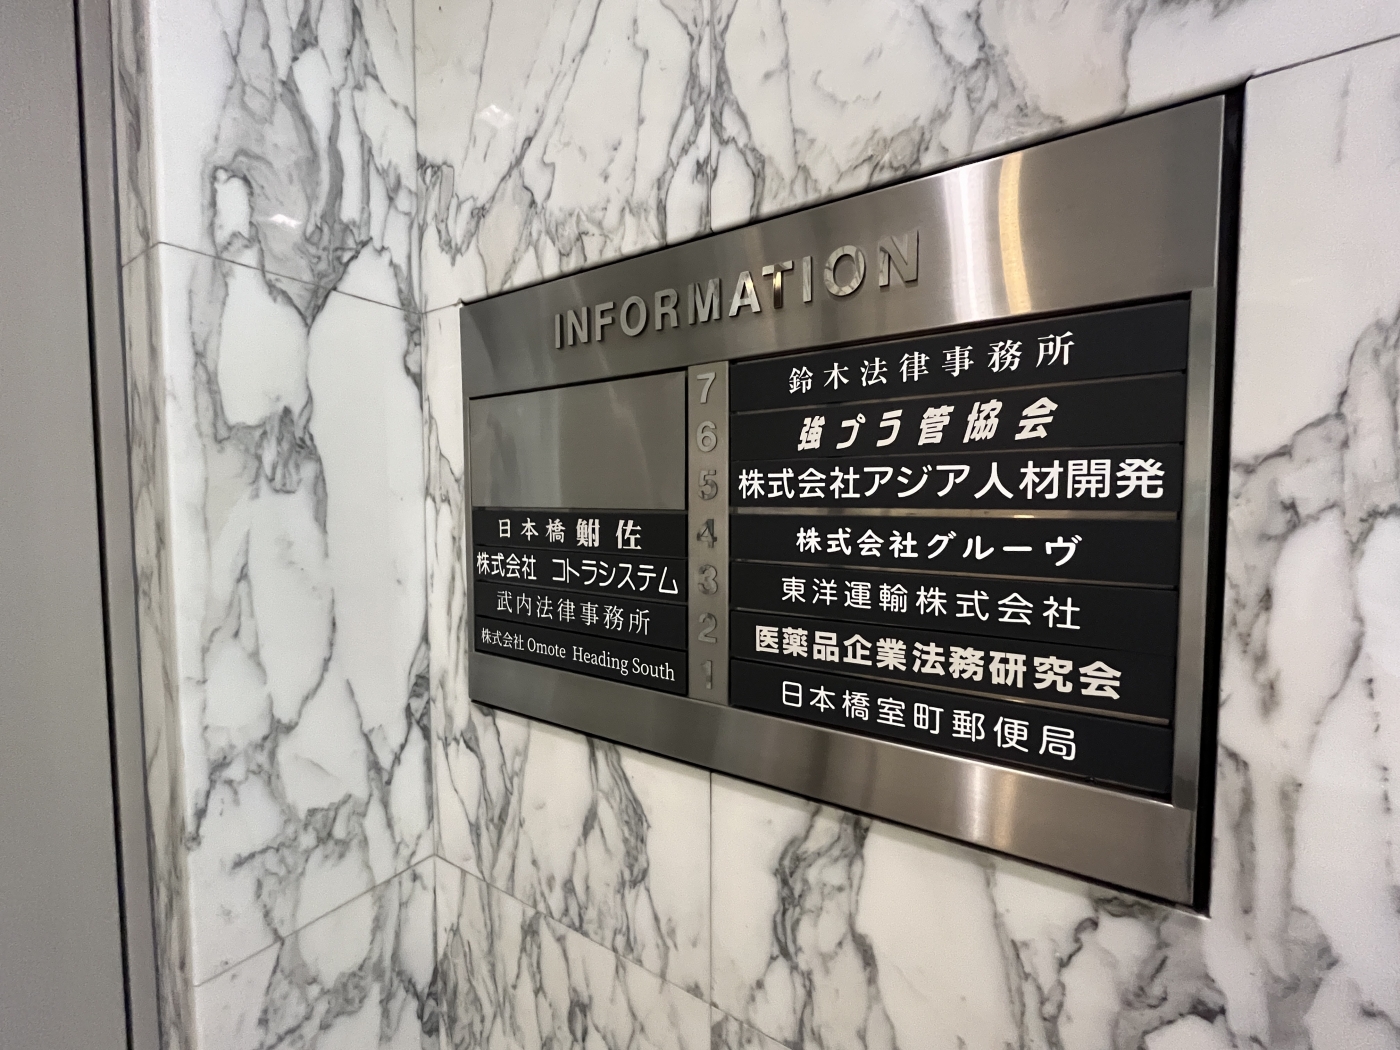 INFORMATION
7
鈴木法律事務所
6
強プラ管協会
5
株式会社アジア人材開発
日本橋 鮒佐
4
株式会社グルーヴ
株式会社 コトラシステム
3
東洋運輸株式会社
武内法律事務所
2
医薬品企業法務研究会
株式会社 Omote Heading South
1
日本橋室町郵便局